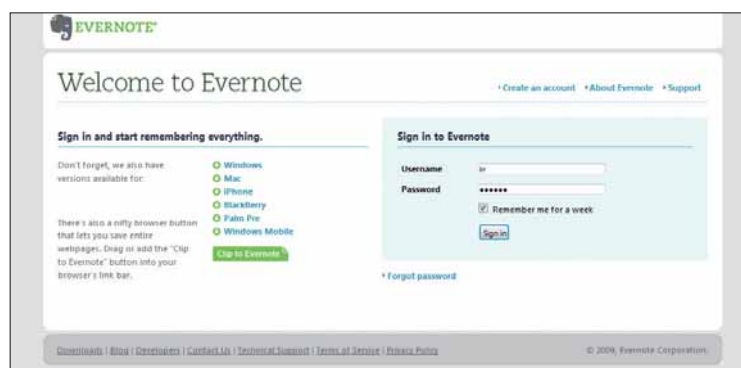 EVERNOTE
Welcome to Evernote
Create an account About Evernote Support
Sign in and start remembering everything.
Don't forget, we also have
versions available for:
Windows
Mac
iPhone
BlackBerry
Palm Pre
Windows Mobile
There's also a nifty browser button
that lets you save entire
webpages. Drag or add the "Clip
to Evernote" button into your
browser's link bar.
Clip to Evernote
Sign in to Evernote
Username
Password ••••••
Remember me for a week
Sign in
Forgot password
Downloads | Blog | Developers | Contact Us | Technical Support | Terms of Service | Privacy Policy
© 2009, Evernote Corporation.